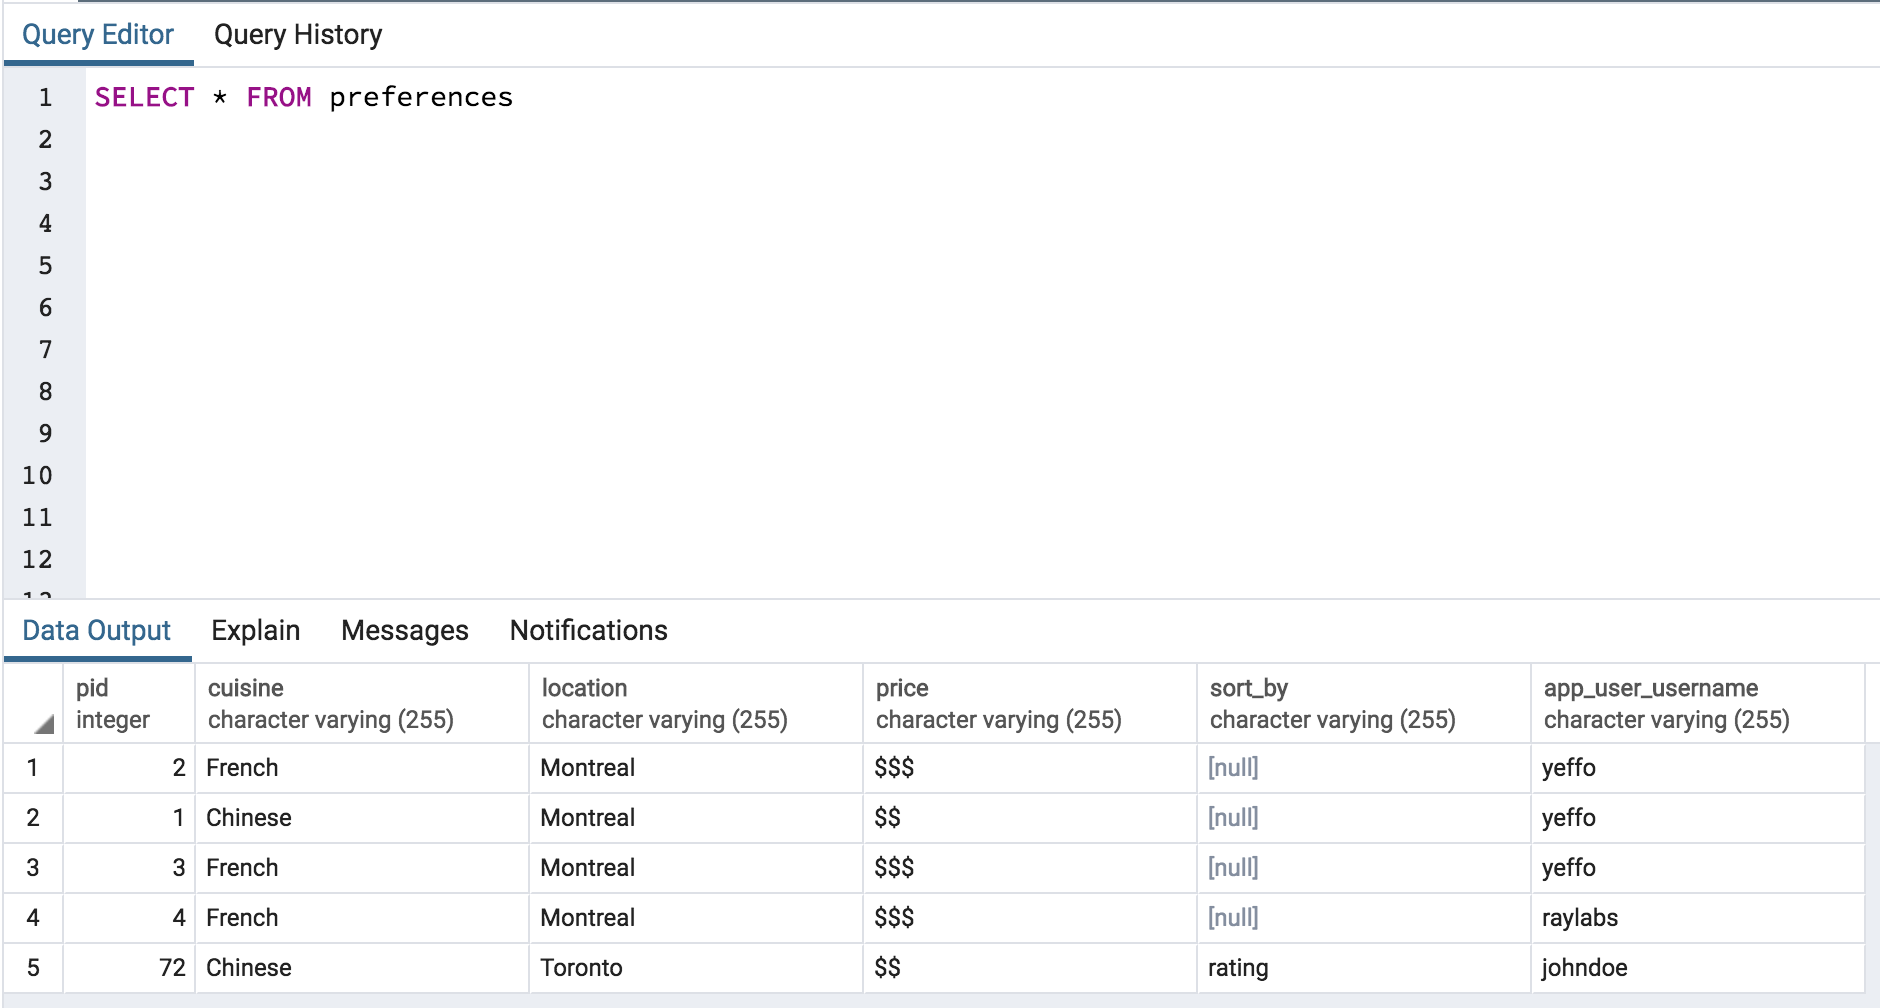 Query Editor Query History
1 SELECT * FROM preferences
2
3
4
5
6
7
8
9
10
11
12
13
Data Output Explain Messages Notifications
pid cuisine location price sort_by app_user_username
integer character varying (255) character varying (255) character varying (255) character varying (255) character varying (255)
1 2 French Montreal $$$ [null] yeffo
2 1 Chinese Montreal $$ [null] yeffo
3 3 French Montreal $$$ [null] yeffo
4 4 French Montreal $$$ [null] raylabs
5 72 Chinese Toronto $$ rating johndoe